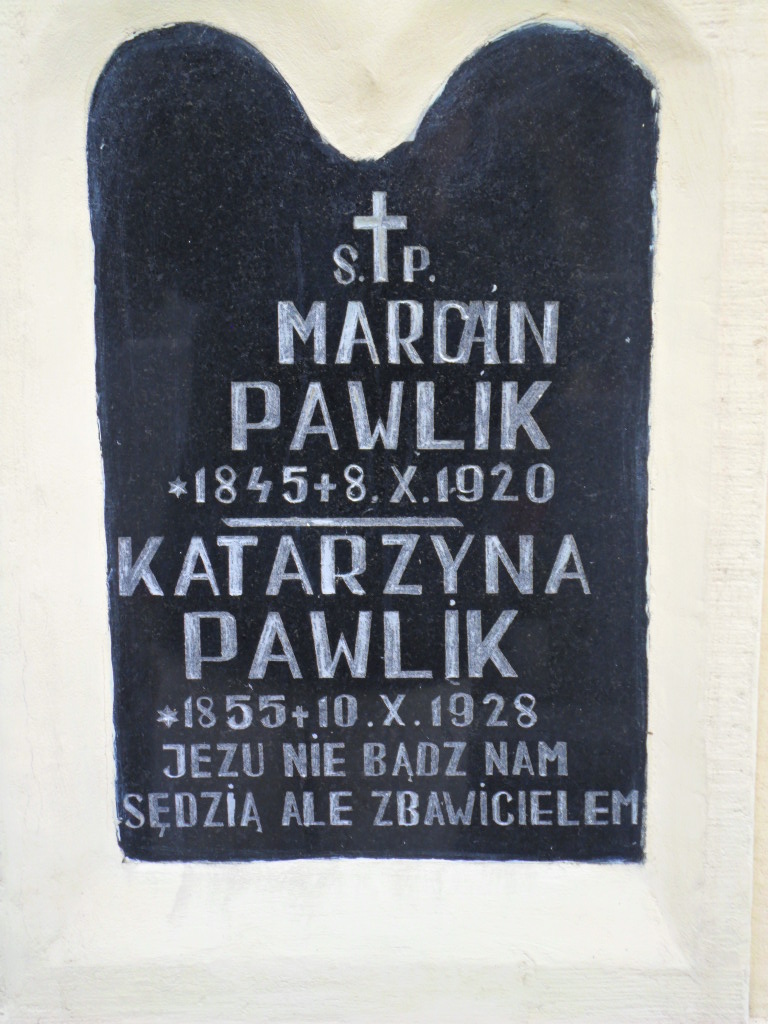 S.P.
MARCIN
PAWLIK
*1845+8.X.1920
KATARZYNA
PAWLIK
*1855+10.X.1928
JEZU NIE BĄDZ NAM
SĘDZIĄ ALE ZBAWICIELEM